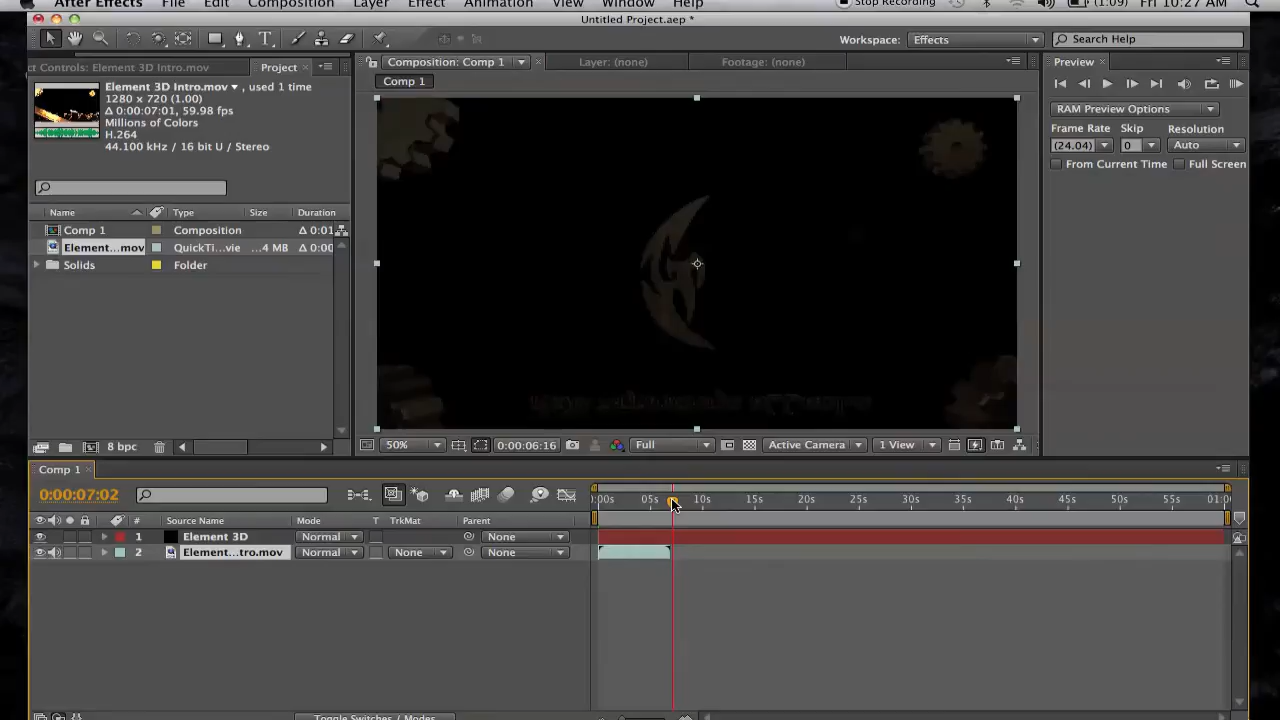 After Effects File Edit Composition Layer Effect Animation View Window Help Stop Recording (1:09) Fri 10:27 AM
Untitled Project.aep *
Workspace: Effects Search Help
Controls: Element 3D Intro.mov Project Composition: Comp 1 Layer: (none) Footage: (none) Preview
Comp 1
Element 3D Intro.mov , used 1 time
1280 x 720 (1.00)
Δ 0:00:07:01, 59.98 fps
Millions of Colors
H.264
44.100 kHz / 16 bit U / Stereo
RAM Preview Options
Frame Rate Skip Resolution
(24.04) 0 Auto
From Current Time Full Screen
Name Type Size Duration
Comp 1 Composition Δ 0:01
Element...mov QuickTi...vie ...4 MB Δ 0:00
Solids Folder
8 bpc
50% 0:00:06:16 Full Active Camera 1 View
Comp 1
0:00:07:02
0:00s 05s 10s 15s 20s 25s 30s 35s 40s 45s 50s 55s 01:0
# Source Name Mode T TrkMat Parent
1 Element 3D Normal None
2 Element...tro.mov Normal None None
Toggle Switches / Modes